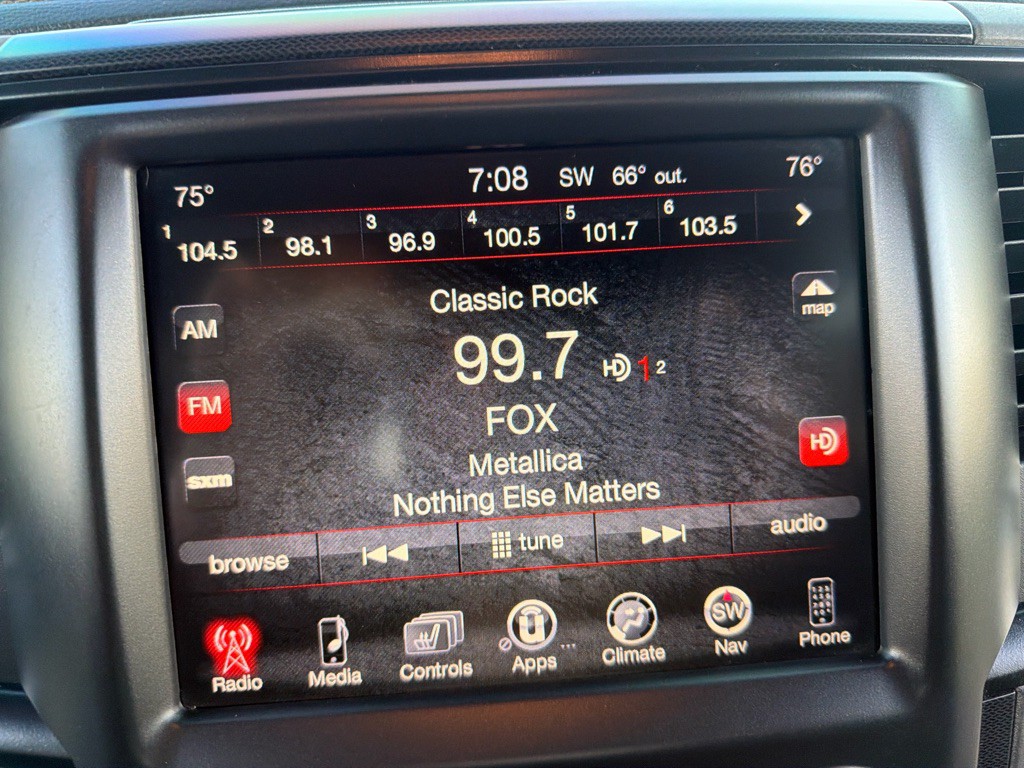 75° 7:08 SW 66° out. 76°
1 104.5 2 98.1 3 96.9 4 100.5 5 101.7 6 103.5
Classic Rock
map
AM
99.7 HD 1 2
FM
FOX
HD
Metallica
sxm
Nothing Else Matters
browse tune audio
SW
Radio Media Controls Apps ... Climate Nav Phone